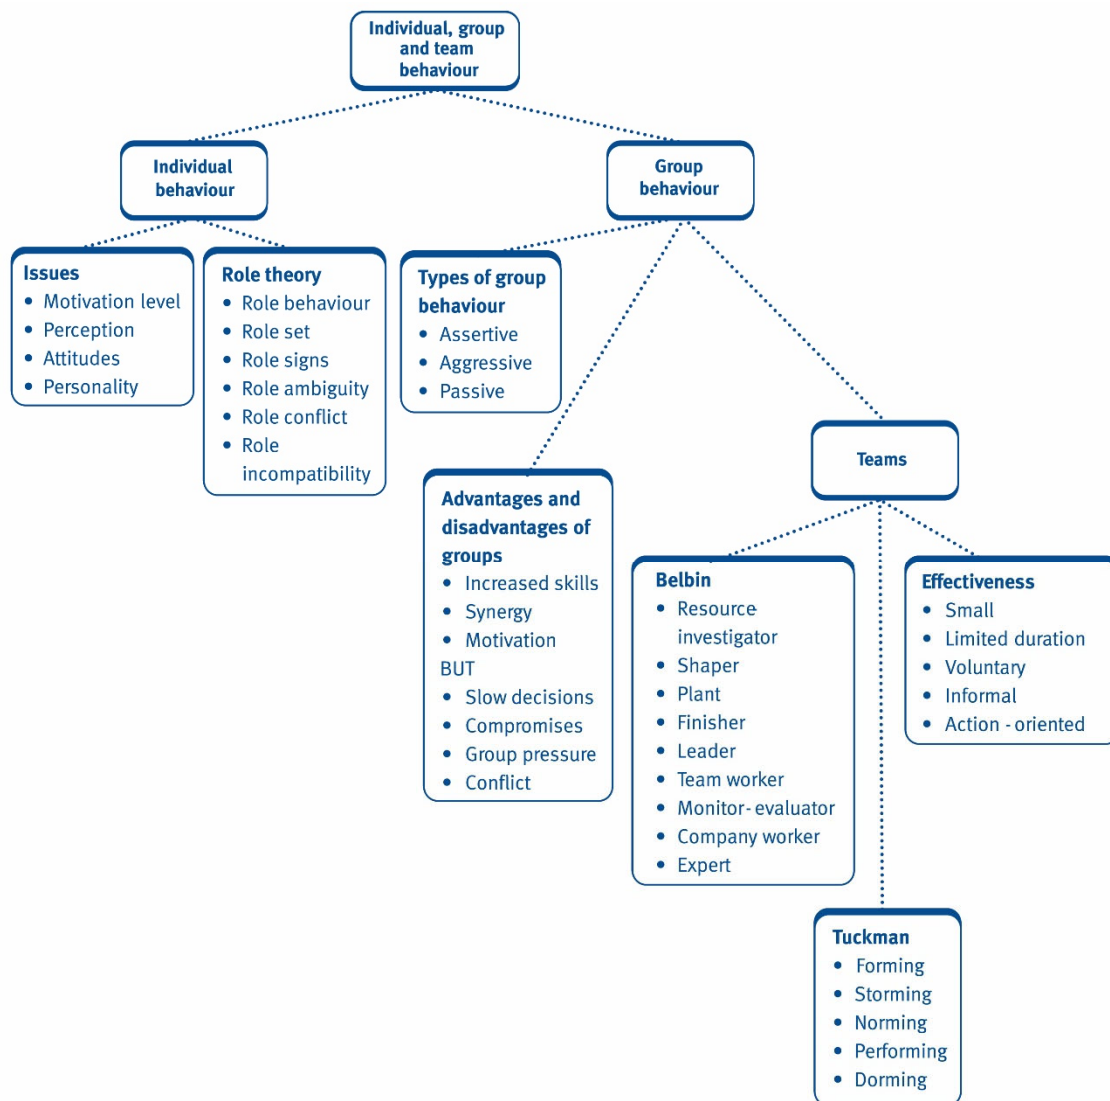 Individual, group
and team
behaviour
Individual
behaviour
Group
behaviour
Issues
• Motivation level
• Perception
• Attitudes
• Personality
Role theory
• Role behaviour
• Role set
• Role signs
• Role ambiguity
• Role conflict
• Role
incompatibility
Types of group
behaviour
• Assertive
• Aggressive
• Passive
Advantages and
disadvantages of
groups
• Increased skills
• Synergy
• Motivation
BUT
• Slow decisions
• Compromises
• Group pressure
• Conflict
Teams
Belbin
• Resource
investigator
• Shaper
• Plant
• Finisher
• Leader
• Team worker
• Monitor-evaluator
• Company worker
• Expert
Effectiveness
• Small
• Limited duration
• Voluntary
• Informal
• Action - oriented
Tuckman
• Forming
• Storming
• Norming
• Performing
• Dorming